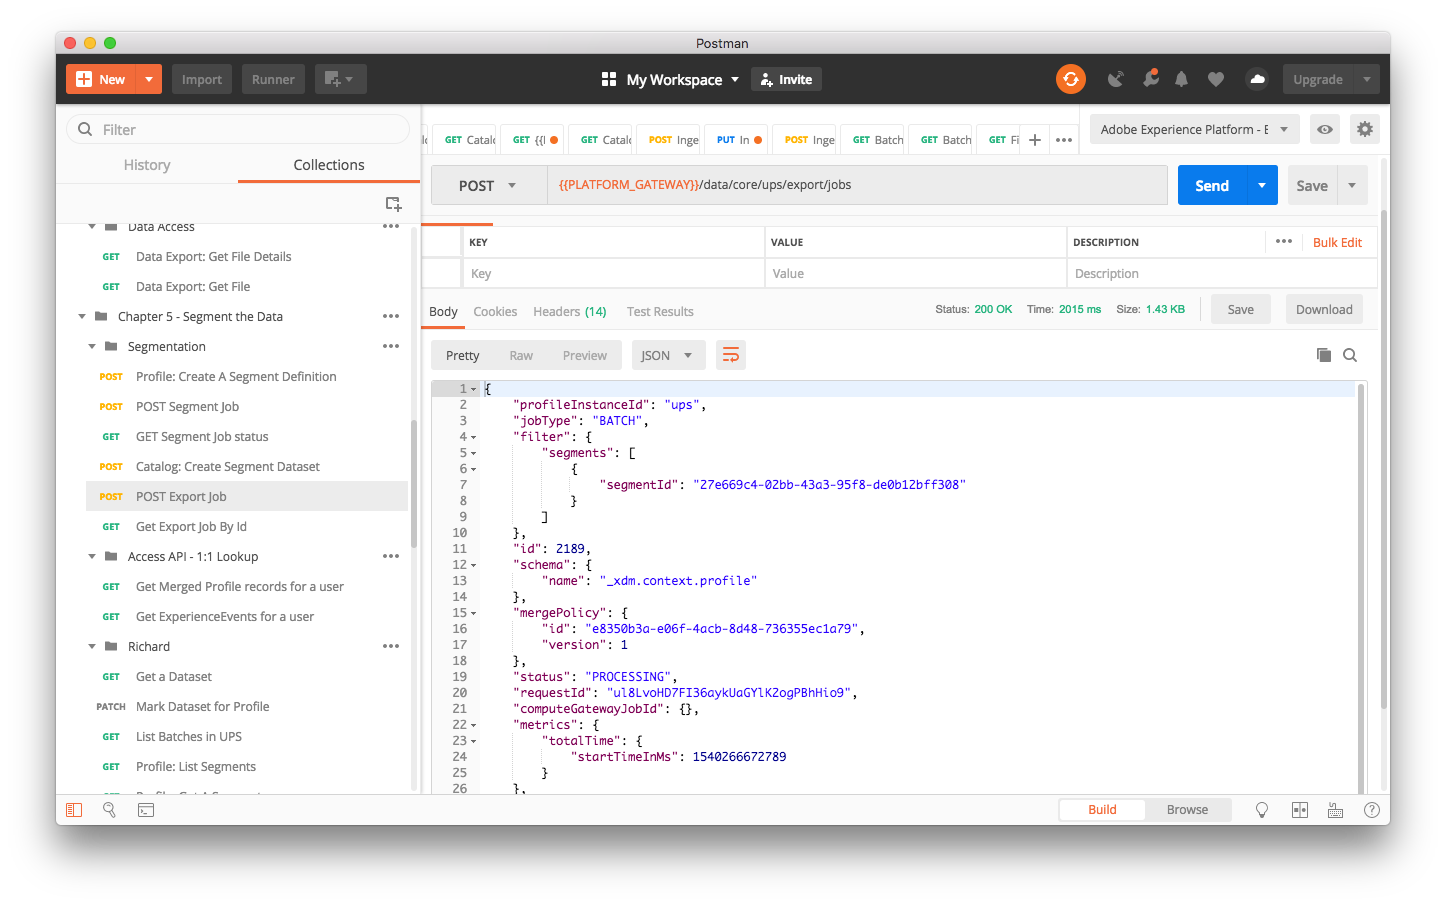 Postman
New
Import
Runner
My Workspace
Invite
Upgrade
Filter
History
Collections
Data Access
GET Data Export: Get File Details
GET Data Export: Get File
Chapter 5 - Segment the Data
Segmentation
POST Profile: Create A Segment Definition
POST POST Segment Job
GET GET Segment Job status
POST Catalog: Create Segment Dataset
POST POST Export Job
GET Get Export Job By Id
Access API - 1:1 Lookup
GET Get Merged Profile records for a user
GET Get ExperienceEvents for a user
Richard
GET Get a Dataset
PATCH Mark Dataset for Profile
GET List Batches in UPS
GET Profile: List Segments
GET Catalo
GET {{I
GET Catalo
POST Inge
PUT In
POST Inge
GET Batch
GET Batch
GET Fi
Adobe Experience Platform - E
POST
{{PLATFORM_GATEWAY}}/data/core/ups/export/jobs
Send
Save
KEY VALUE DESCRIPTION
Bulk Edit
Key Value Description
Body
Cookies
Headers (14)
Test Results
Status: 200 OK Time: 2015 ms Size: 1.43 KB
Save
Download
Pretty Raw Preview
JSON
1 {
2 "profileInstanceId": "ups",
3 "jobType": "BATCH",
4 "filter": {
5 "segments": [
6 {
7 "segmentId": "27e669c4-02bb-43a3-95f8-de0b12bff308"
8 }
9 ]
10 },
11 "id": 2189,
12 "schema": {
13 "name": "_xdm.context.profile"
14 },
15 "mergePolicy": {
16 "id": "e8350b3a-e06f-4acb-8d48-736355ec1a79",
17 "version": 1
18 },
19 "status": "PROCESSING",
20 "requestId": "ul8LvoHD7FI36aykUaGYlKZogPBhHio9",
21 "computeGatewayJobId": {},
22 "metrics": {
23 "totalTime": {
24 "startTimeInMs": 1540266672789
25 }
26 },
Build
Browse